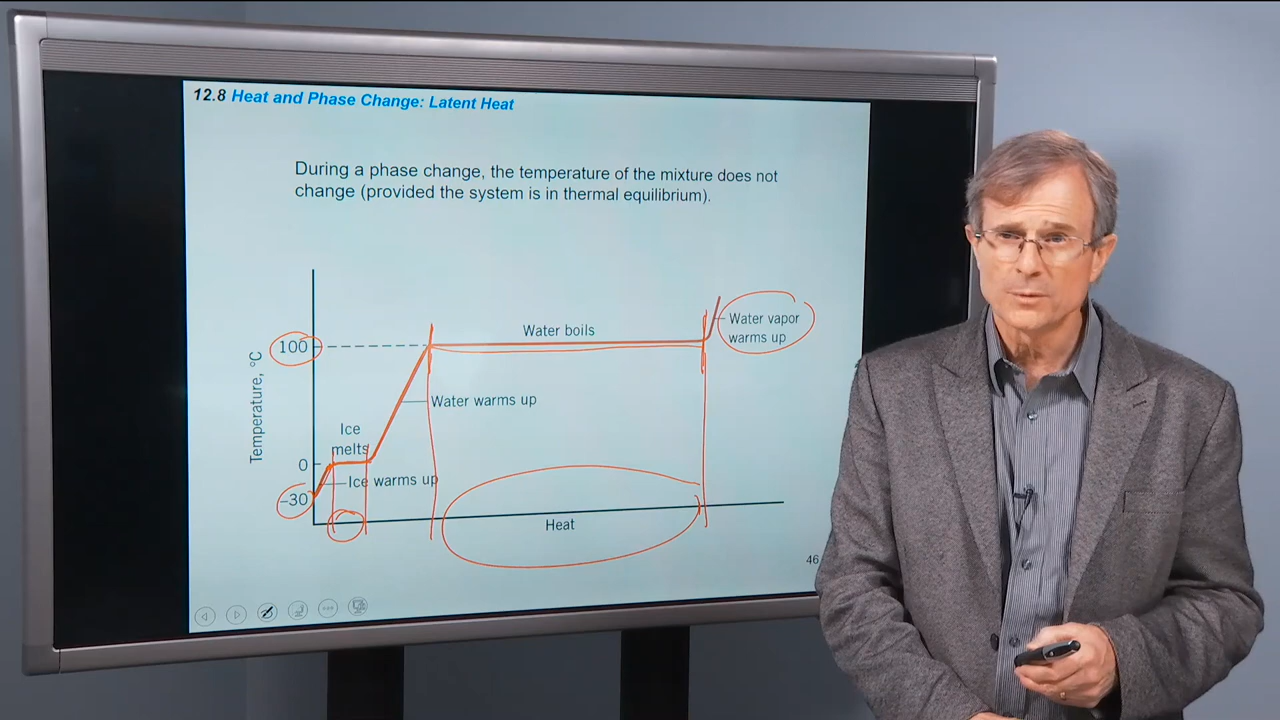 12.8 Heat and Phase Change: Latent Heat
During a phase change, the temperature of the mixture does not
change (provided the system is in thermal equilibrium).
Water boils
Water vapor
warms up
100
Temperature, °C
Water warms up
Ice
melts
0
Ice warms up
–30
Heat
46